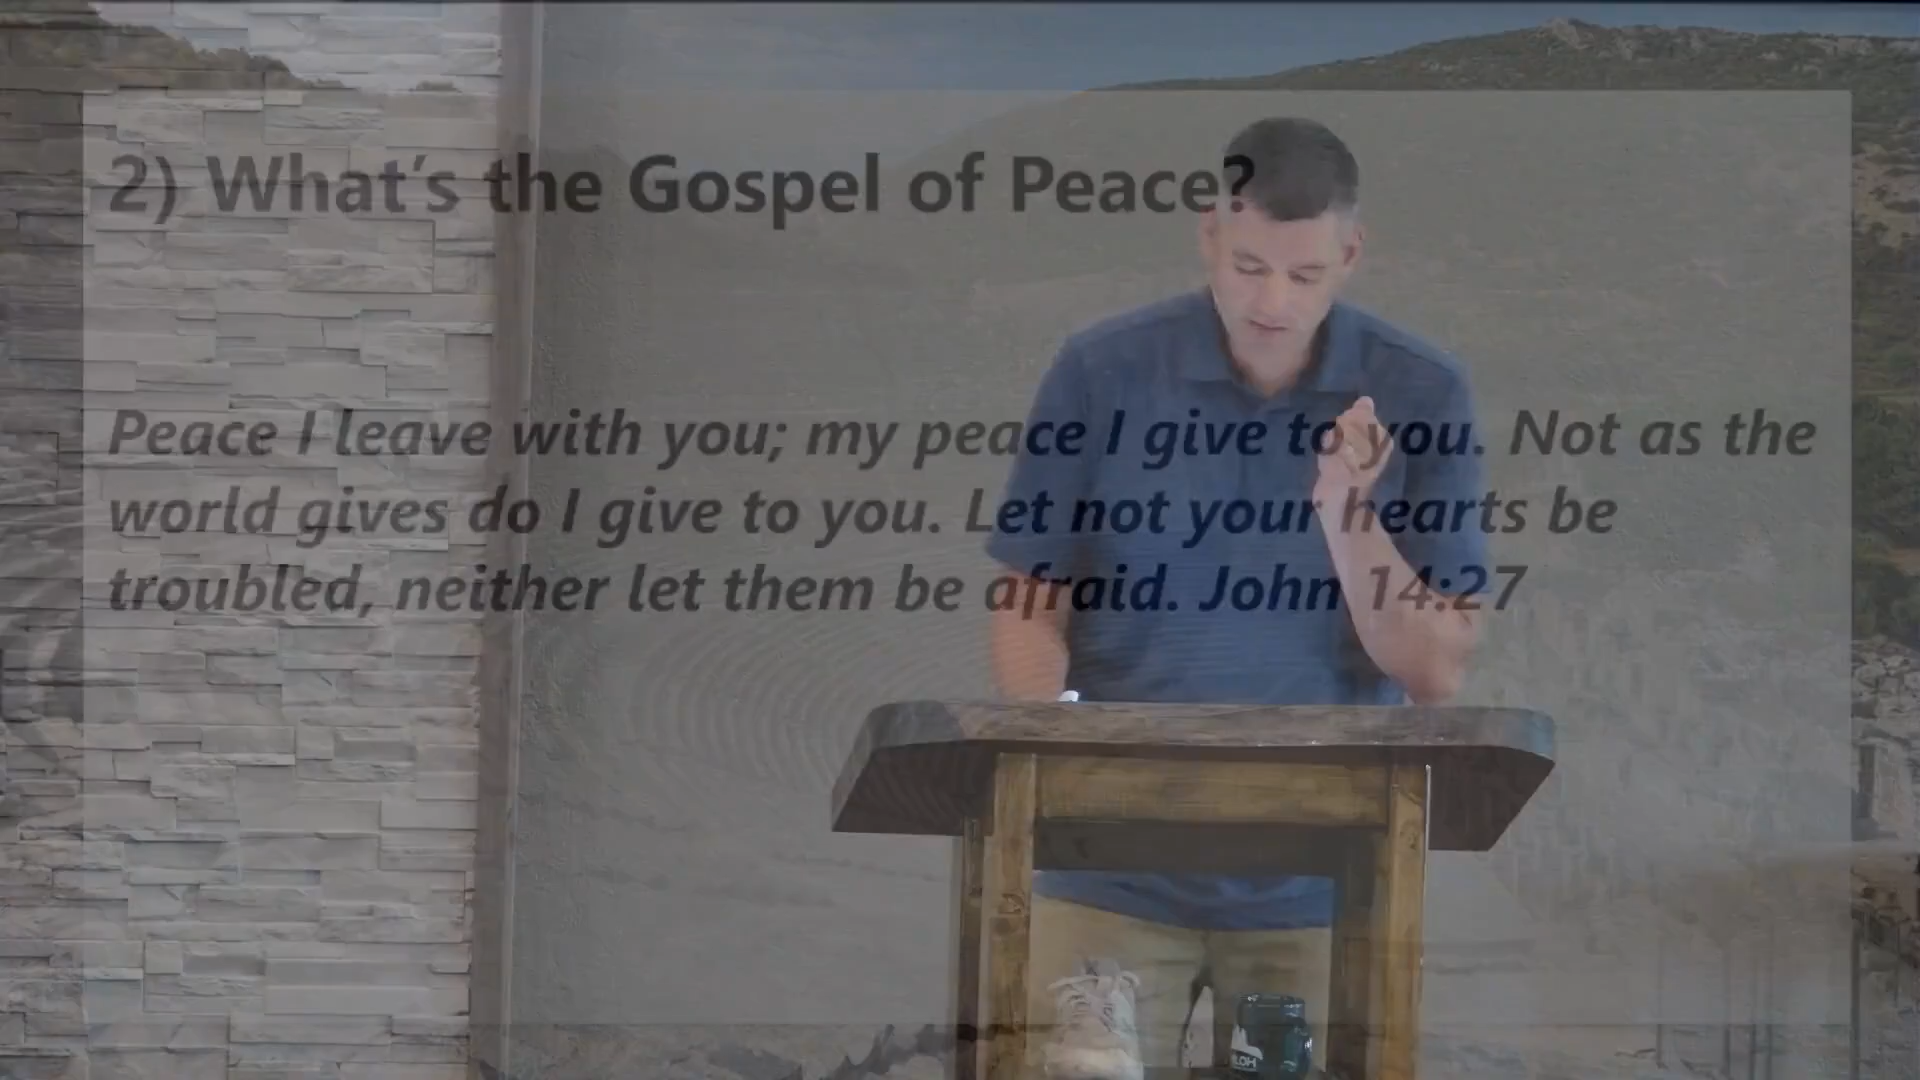 2) What's the Gospel of Peace?
Peace I leave with you; my peace I give to you. Not as the
world gives do I give to you. Let not your hearts be
troubled, neither let them be afraid. John 14:27